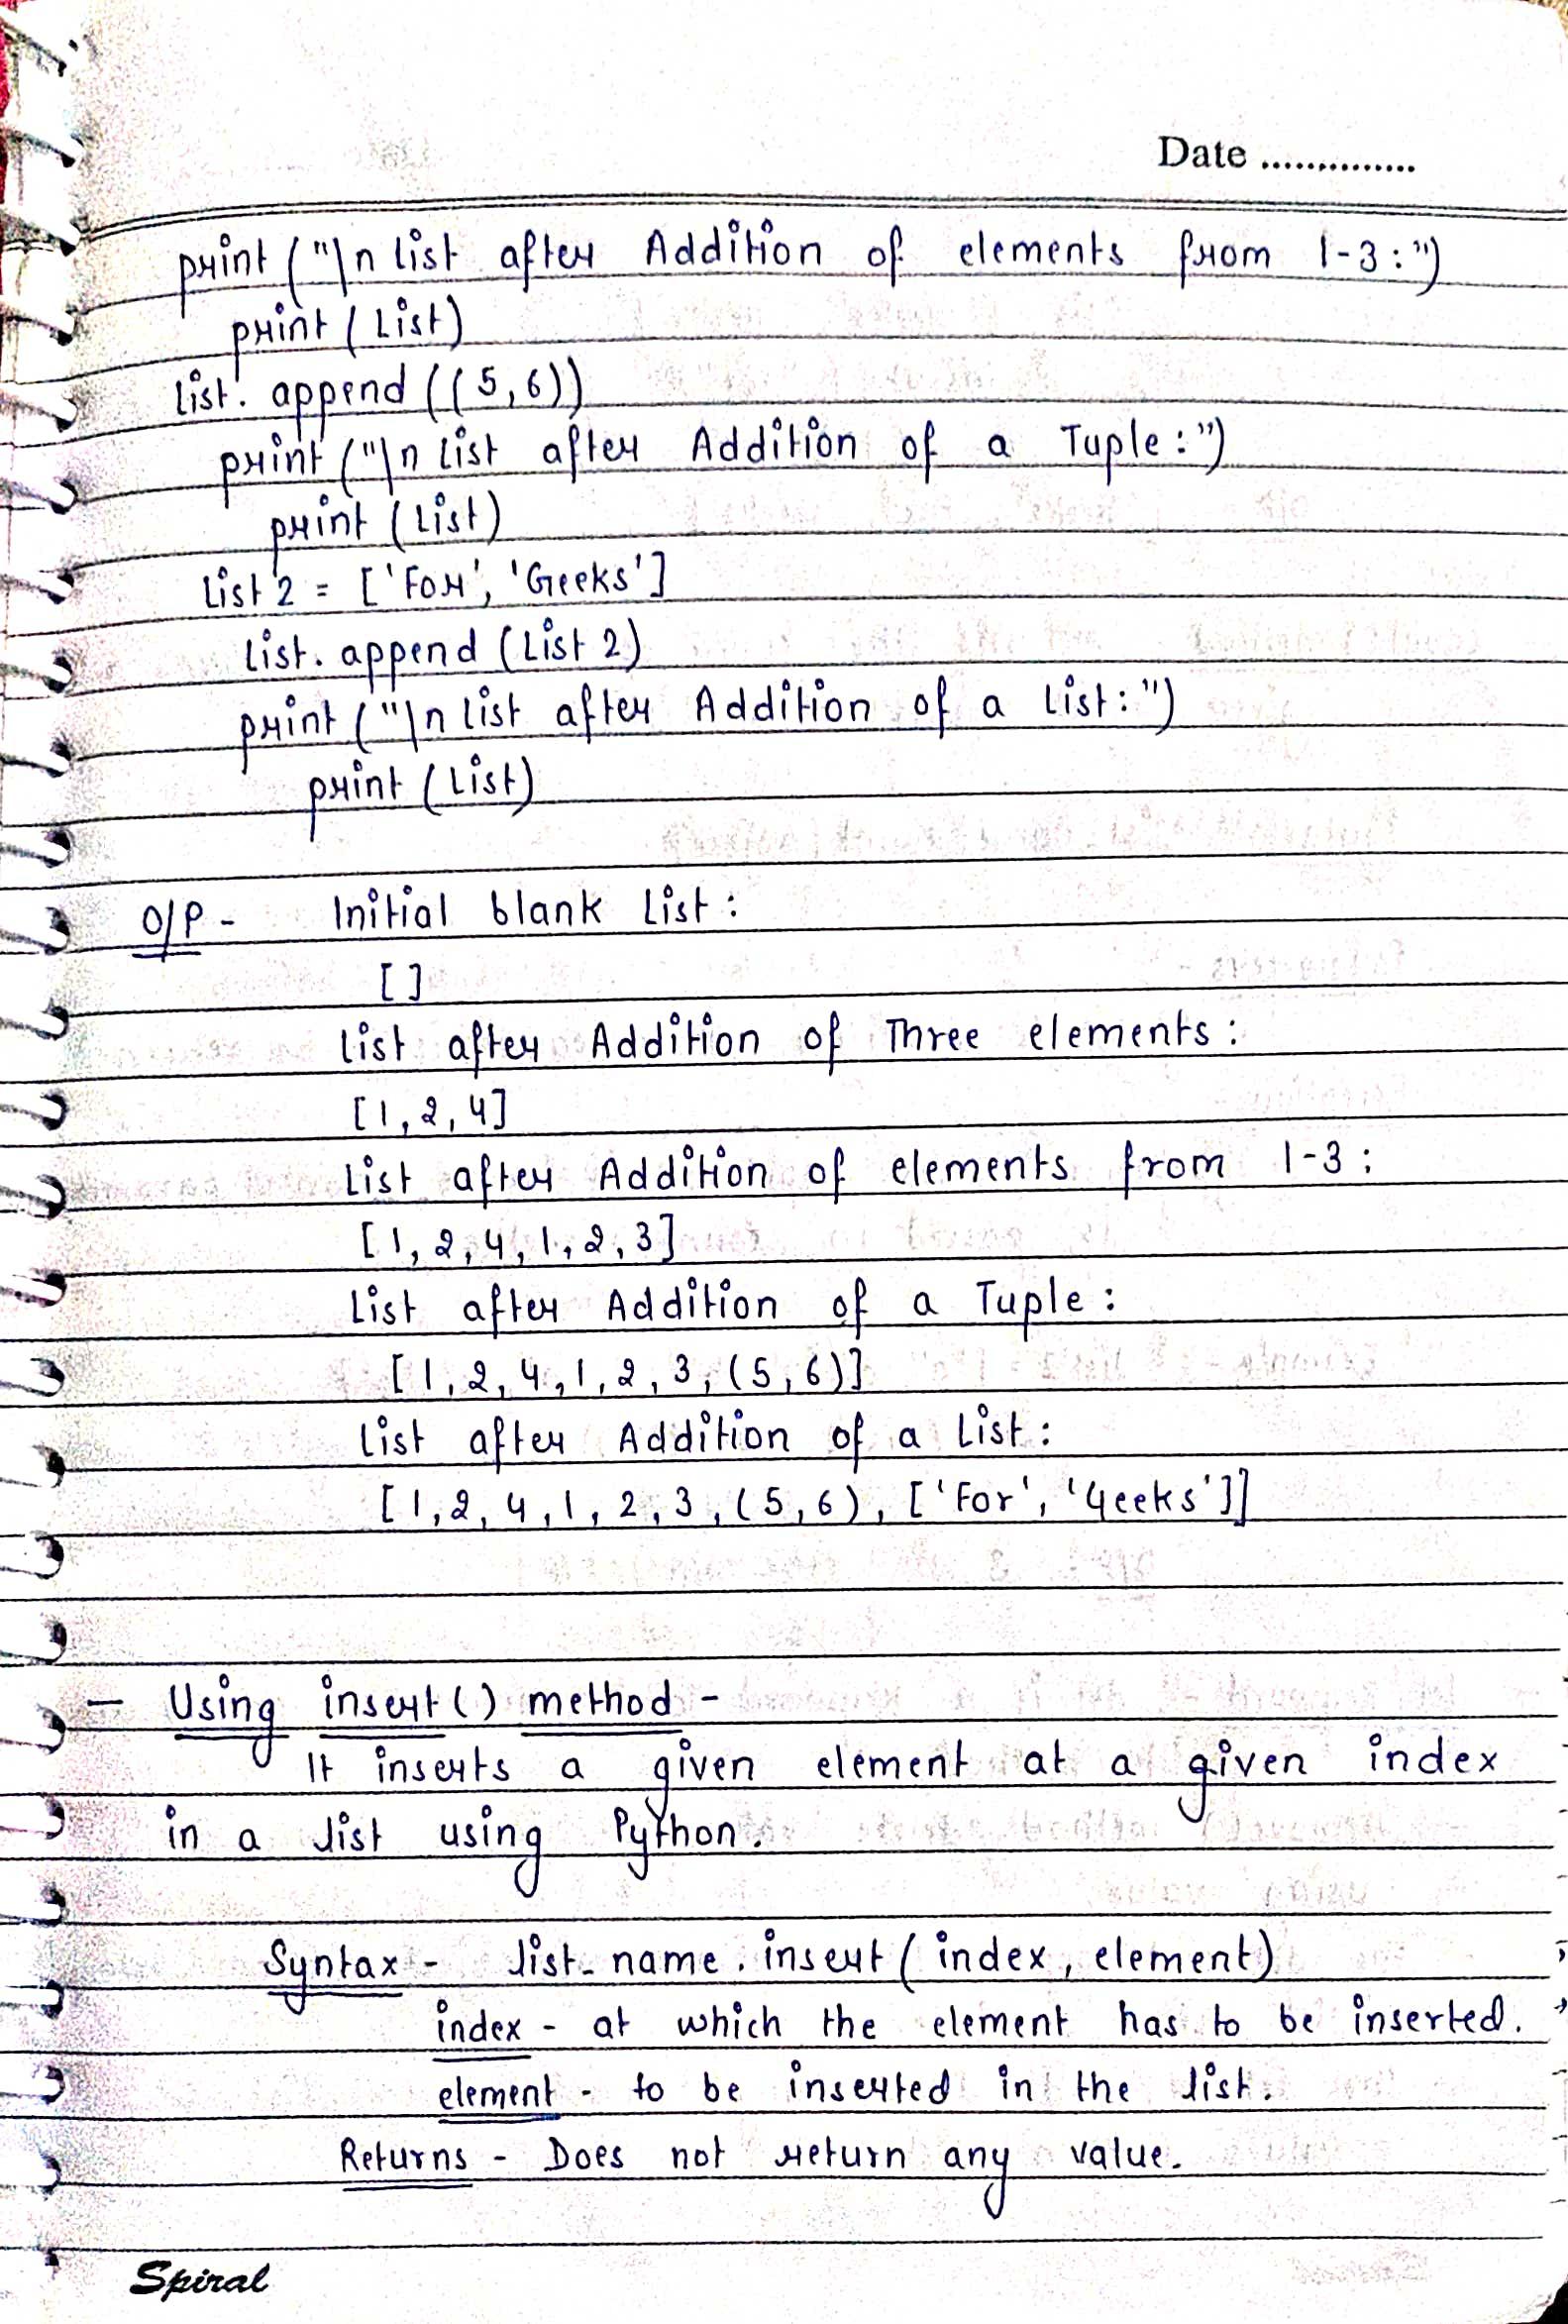 Date ...............
print ("\n list after Addition of elements from 1-3:")
print (List)
list. append ((5,6))
print ("\n List after Addition of a Tuple:")
print (List)
List 2 = ['For', 'Geeks']
List. append (List 2)
print ("\n list after Addition of a List:")
print (List)
O/P - Initial blank List :
[ ]
List after Addition of Three elements :
[1, 2, 4]
List after Addition of elements from 1-3 :
[1, 2, 4, 1, 2, 3]
List after Addition of a Tuple :
[1, 2, 4, 1, 2, 3, (5, 6)]
List after Addition of a List :
[1, 2, 4, 1, 2, 3, (5, 6), ['For', 'Geeks']]
- Using insert() method -
It inserts a given element at a given index
in a list using Python.
Syntax - list_name. insert ( index, element)
index - at which the element has to be inserted.
element - to be inserted in the list.
Returns - Does not return any value.
Spiral